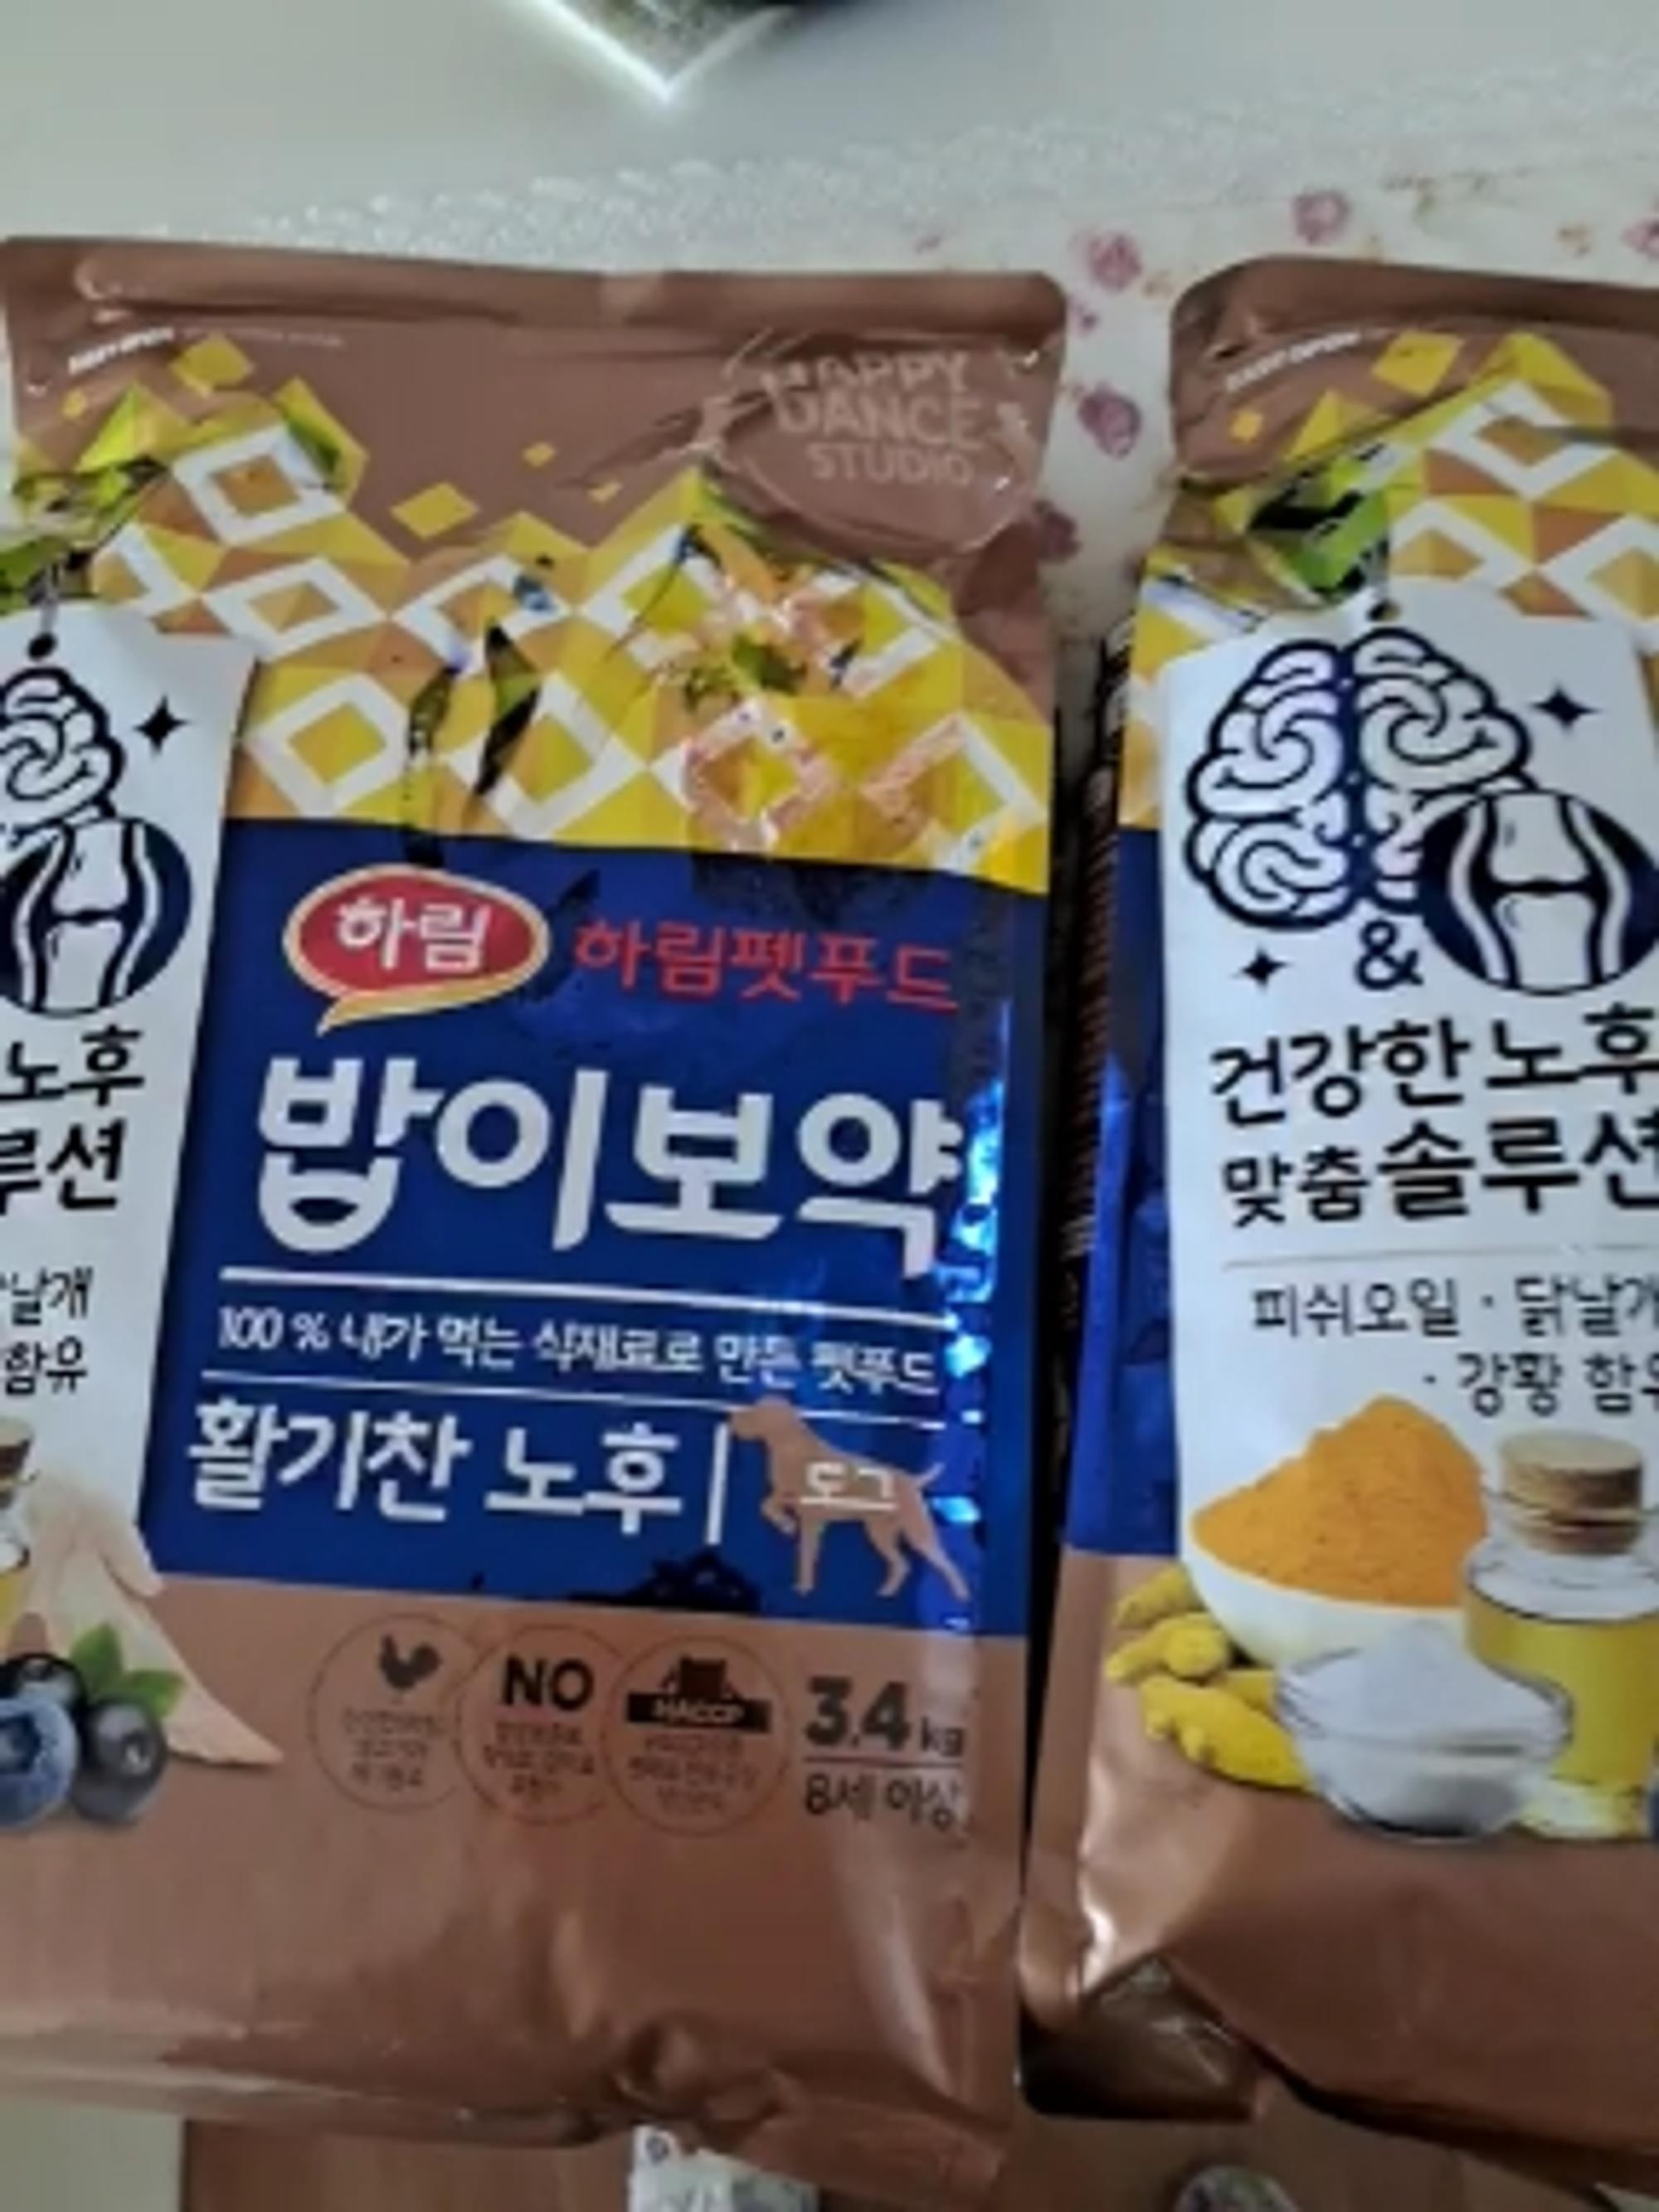 HAPPY
DANCE
STUDIO
노후
루션
날개
함유
하림
하림펫푸드
밥이보약
100 % 내가 먹는 식재료로 만든 펫푸드
활기찬 노후
도그
NO
HACCP
3.4 kg
8세 이상
&
건강한 노후
맞춤 솔루션
피쉬오일 · 닭날개
· 강황 함유